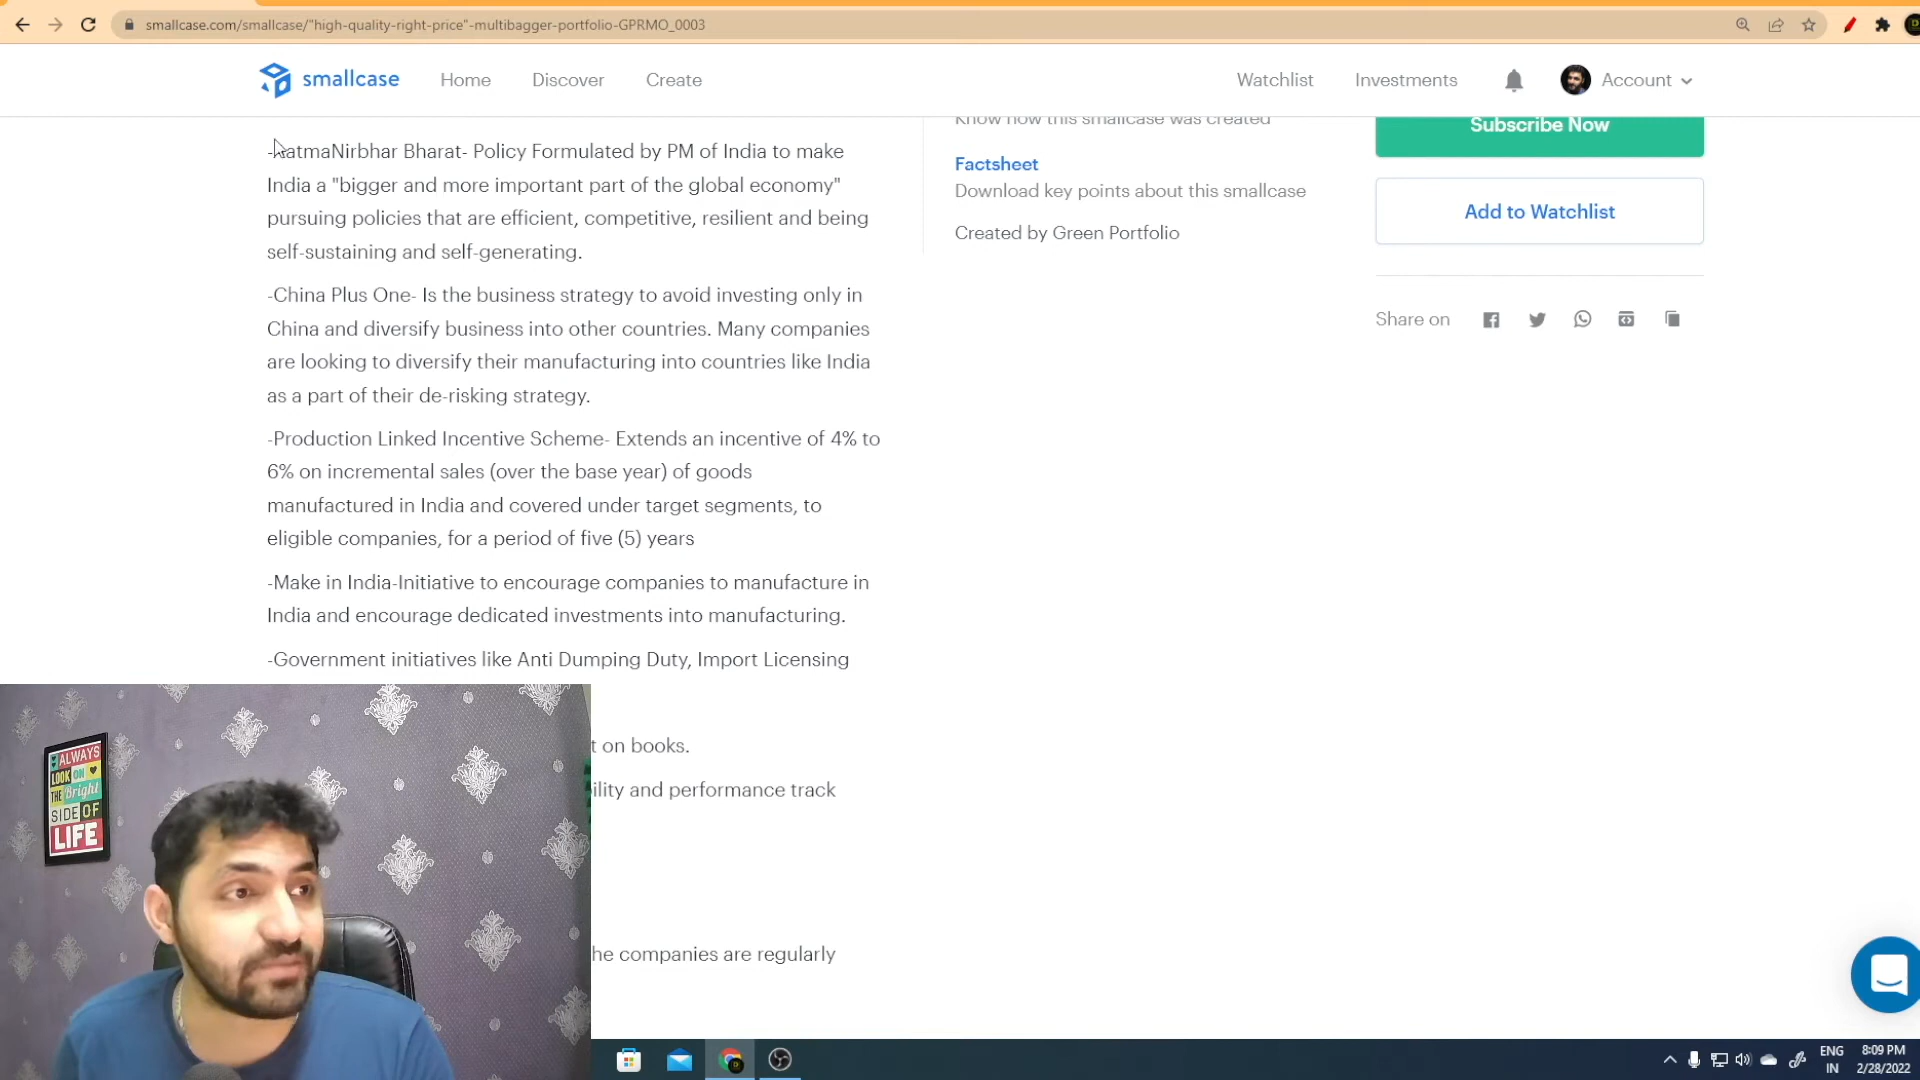 smallcase.com/smallcase/"high-quality-right-price"-multibagger-portfolio-GPRMO_0003
smallcase Home Discover Create Watchlist Investments Account
-AatmaNirbhar Bharat- Policy Formulated by PM of India to make
India a "bigger and more important part of the global economy"
pursuing policies that are efficient, competitive, resilient and being
self-sustaining and self-generating.
-China Plus One- Is the business strategy to avoid investing only in
China and diversify business into other countries. Many companies
are looking to diversify their manufacturing into countries like India
as a part of their de-risking strategy.
-Production Linked Incentive Scheme- Extends an incentive of 4% to
6% on incremental sales (over the base year) of goods
manufactured in India and covered under target segments, to
eligible companies, for a period of five (5) years
-Make in India-Initiative to encourage companies to manufacture in
India and encourage dedicated investments into manufacturing.
-Government initiatives like Anti Dumping Duty, Import Licensing
t on books.
ility and performance track
he companies are regularly
Know how this smallcase was created
Factsheet
Download key points about this smallcase
Created by Green Portfolio
Subscribe Now
Add to Watchlist
Share on
ALWAYS
LOOK ON
THE Bright
SIDE OF
LIFE
ENG
IN
8:09 PM
2/28/2022